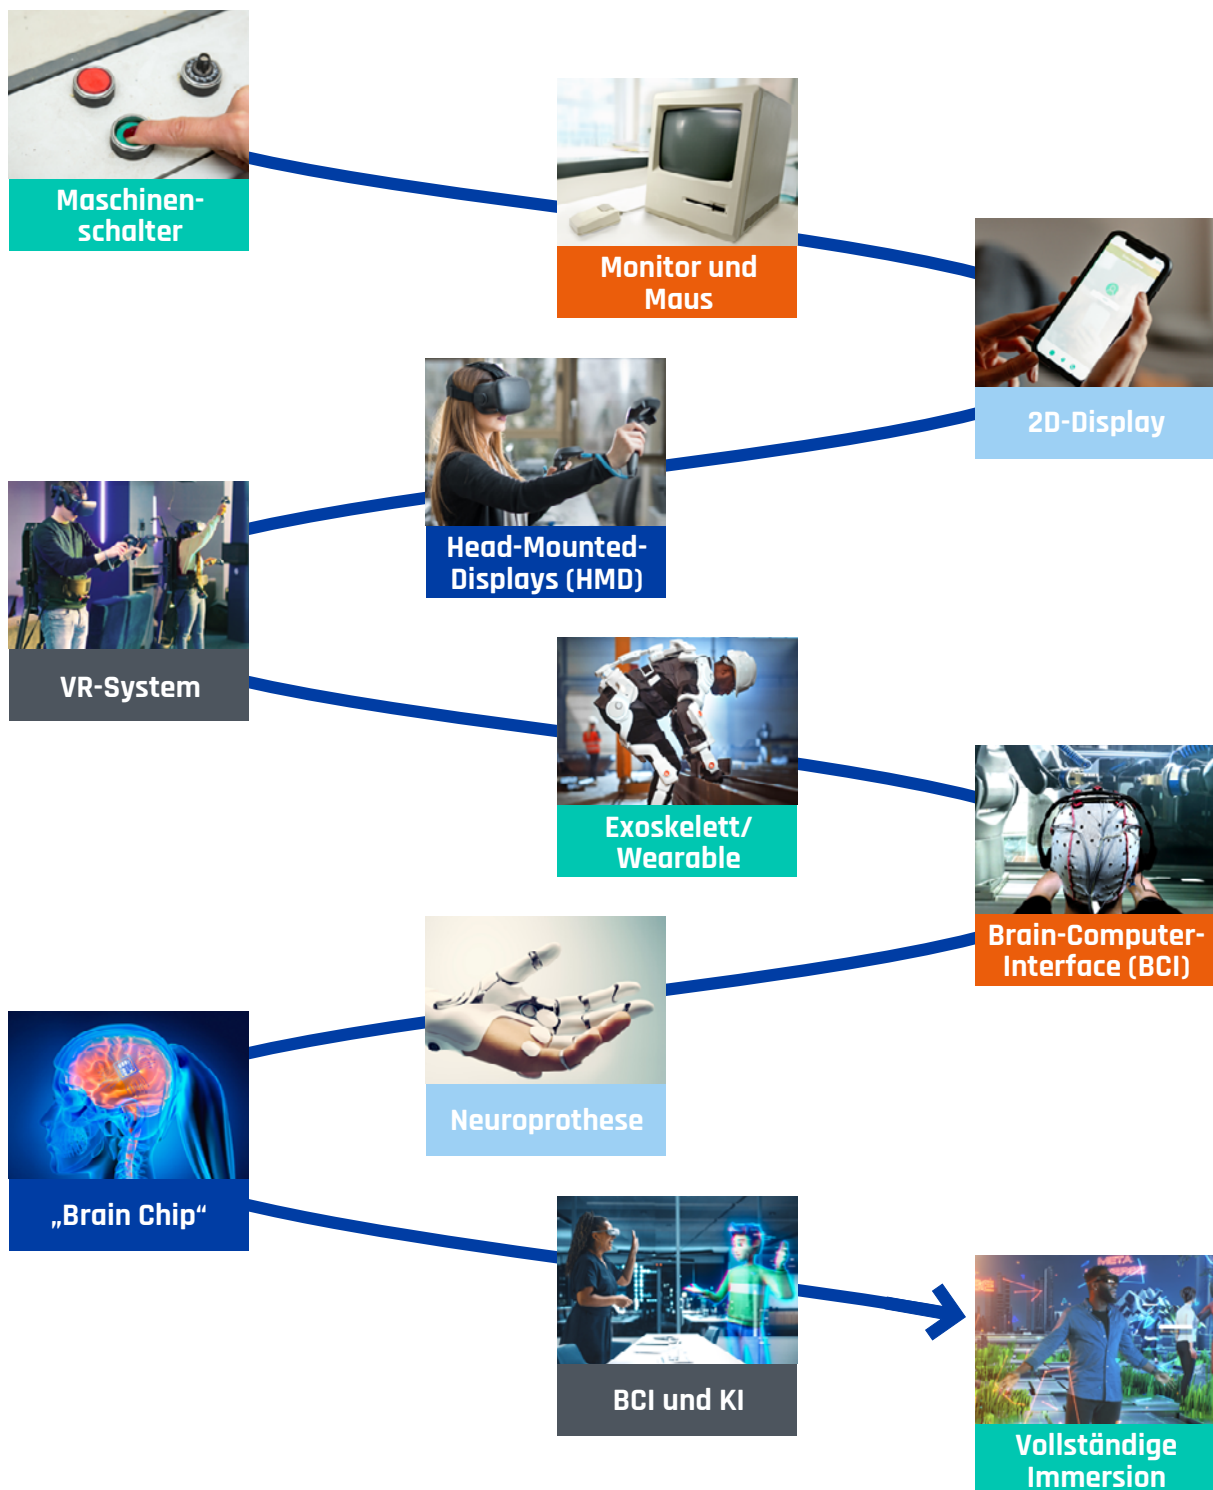 Maschinen-
schalter
Monitor und
Maus
2D-Display
Head-Mounted-
Displays (HMD)
VR-System
Exoskelett/
Wearable
Brain-Computer-
Interface (BCI)
Neuroprothese
„Brain Chip“
BCI und KI
META
Vollständige
Immersion